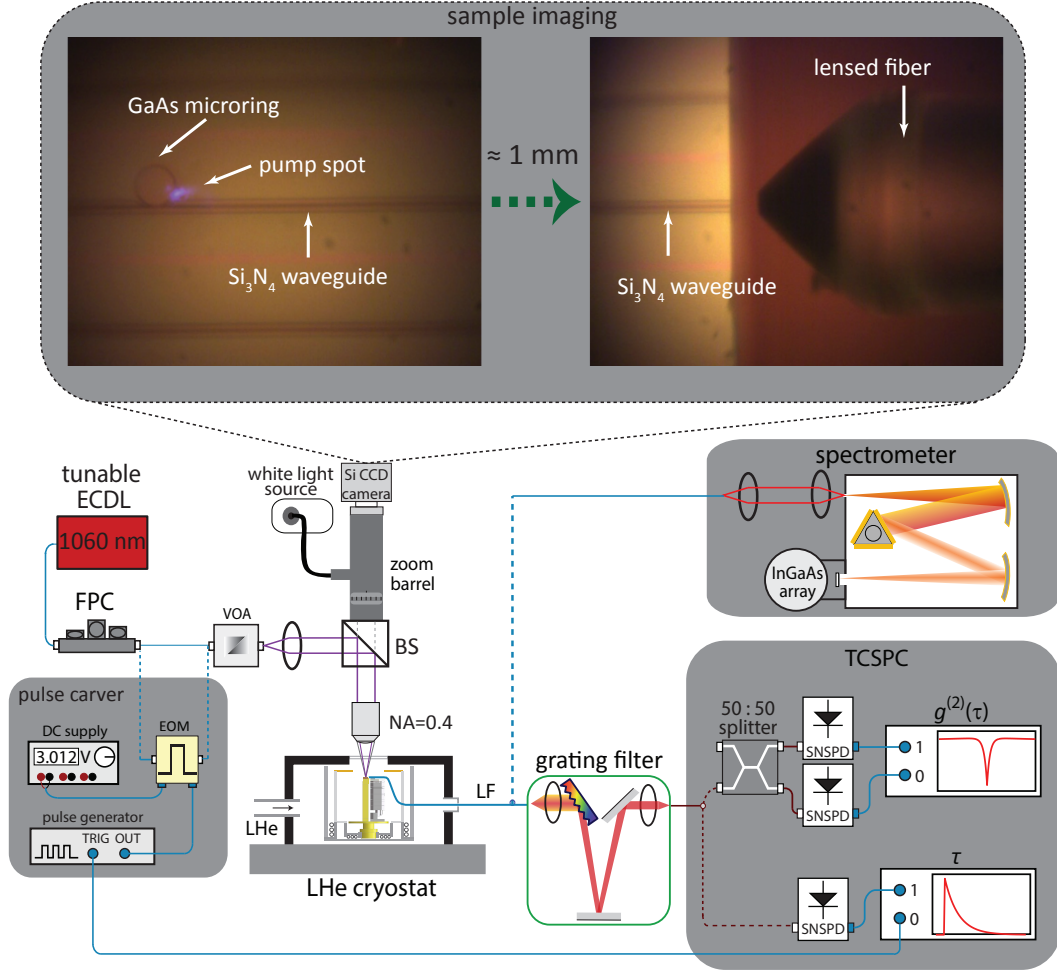 sample imaging
GaAs microring
pump spot
Si₃N₄ waveguide
≈ 1 mm
lensed fiber
Si₃N₄ waveguide
tunable
ECDL
1060 nm
FPC
VOA
white light
source
Si CCD
camera
zoom
barrel
BS
NA=0.4
pulse carver
DC supply
3.012 V
EOM
pulse generator
TRIG OUT
LHe
LHe cryostat
LF
grating filter
spectrometer
InGaAs
array
TCSPC
50 : 50
splitter
SNSPD
SNSPD
g⁽²⁾(τ)
1
0
SNSPD
τ
1
0